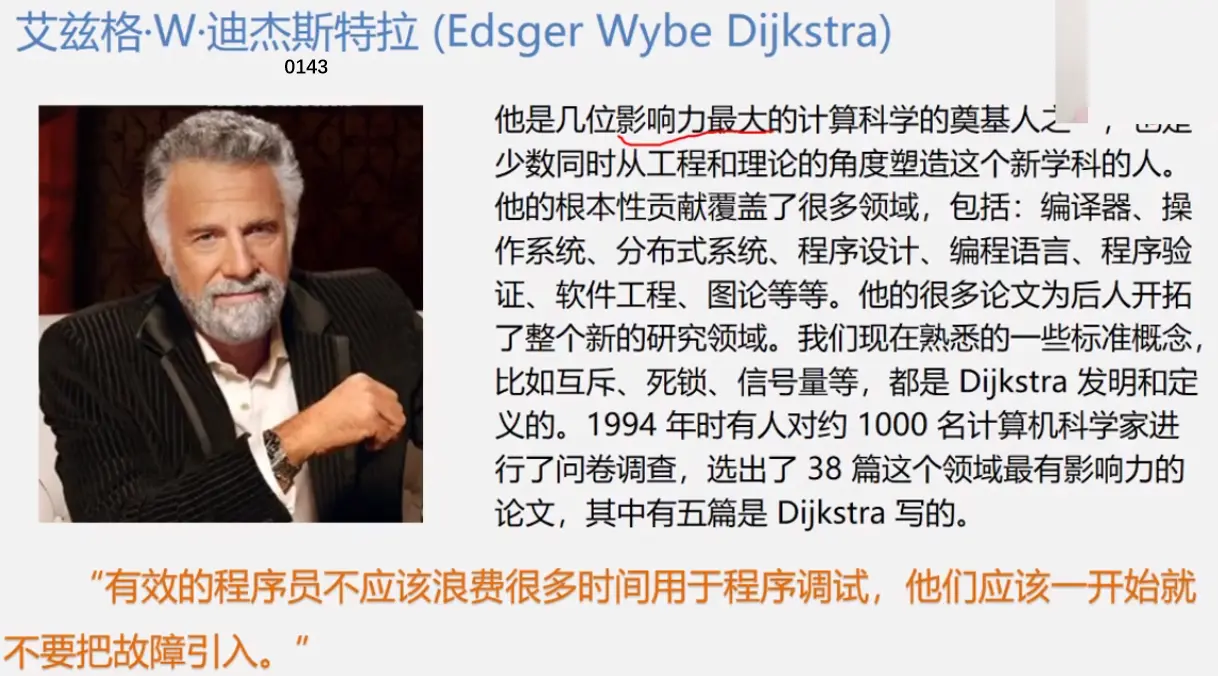 艾兹格·W·迪杰斯特拉 (Edsger Wybe Dijkstra)
0143
他是几位影响力最大的计算科学的奠基人之 ，也是
少数同时从工程和理论的角度塑造这个新学科的人。
他的根本性贡献覆盖了很多领域，包括：编译器、操
作系统、分布式系统、程序设计、编程语言、程序验
证、软件工程、图论等等。他的很多论文为后人开拓
了整个新的研究领域。我们现在熟悉的一些标准概念，
比如互斥、死锁、信号量等，都是 Dijkstra 发明和定
义的。1994 年时有人对约 1000 名计算机科学家进
行了问卷调查，选出了 38 篇这个领域最有影响力的
论文，其中有五篇是 Dijkstra 写的。
“有效的程序员不应该浪费很多时间用于程序调试，他们应该一开始就
不要把故障引入。”